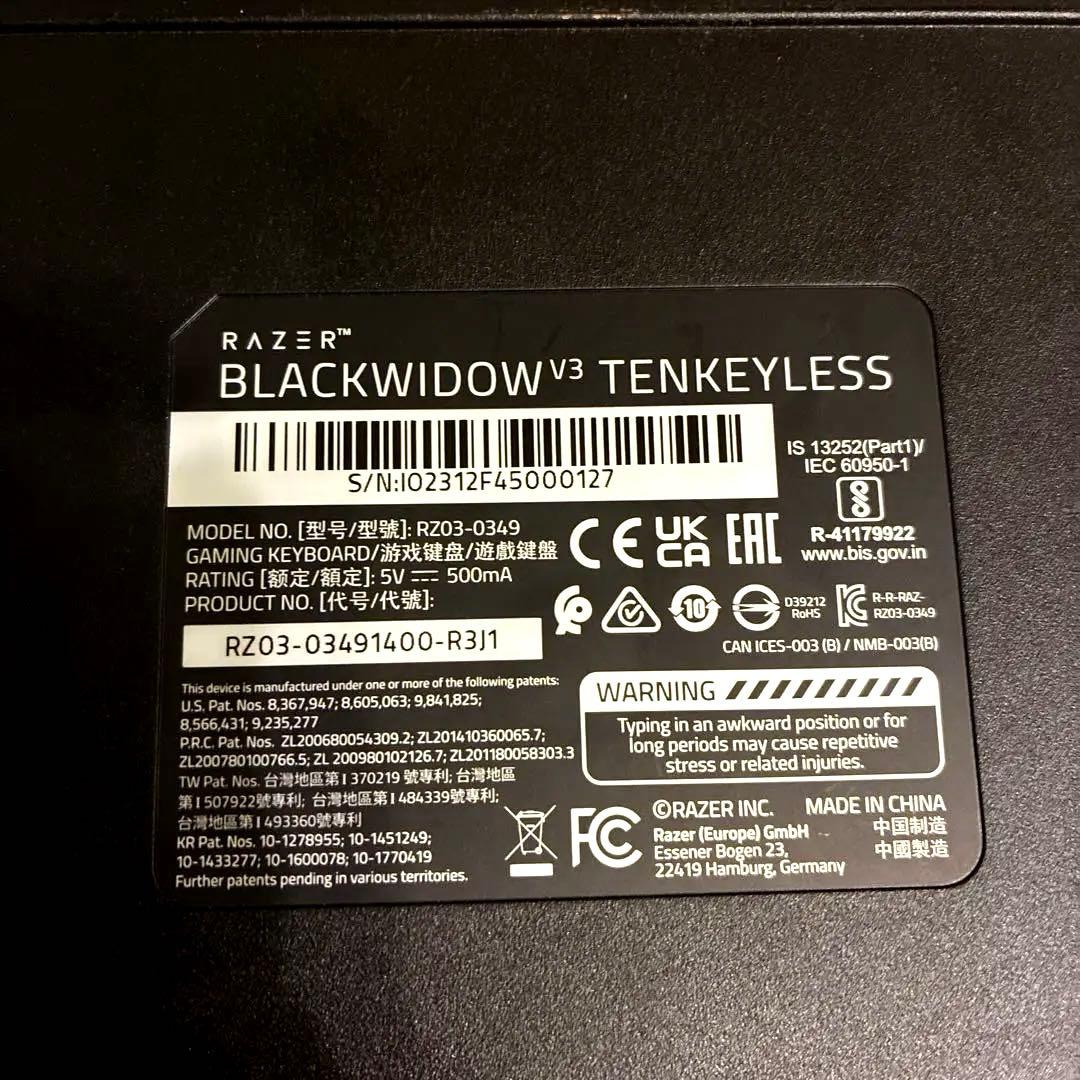 RAZER™
BLACKWIDOW V3 TENKEYLESS
S/N:IO2312F45000127
IS 13252(Part1)/
IEC 60950-1
R-41179922
www.bis.gov.in
MODEL NO. [型号/型號]: RZ03-0349
GAMING KEYBOARD/游戏键盘/遊戲鍵盤
RATING [额定/額定]: 5V ⎓ 500mA
PRODUCT NO. [代号/代號]:
RZ03-03491400-R3J1
CE UK CA EAC
10
D39212
RoHS
R-R-RAZ-
RZ03-0349
CAN ICES-003 (B) / NMB-003(B)
This device is manufactured under one or more of the following patents:
U.S. Pat. Nos. 8,367,947; 8,605,063; 9,841,825;
8,566,431; 9,235,277
P.R.C. Pat. Nos. ZL200680054309.2; ZL201410360065.7;
ZL200780100766.5; ZL 200980102126.7; ZL201180058303.3
TW Pat. Nos. 台灣地區第 I 370219 號專利; 台灣地區
第 I 507922號專利; 台灣地區第 I 484339號專利;
台灣地區第 I 493360號專利
KR Pat. Nos. 10-1278955; 10-1451249;
10-1433277; 10-1600078; 10-1770419
Further patents pending in various territories.
WARNING
Typing in an awkward position or for
long periods may cause repetitive
stress or related injuries.
FC
©RAZER INC.
Razer (Europe) GmbH
Essener Bogen 23,
22419 Hamburg, Germany
MADE IN CHINA
中国制造
中國製造